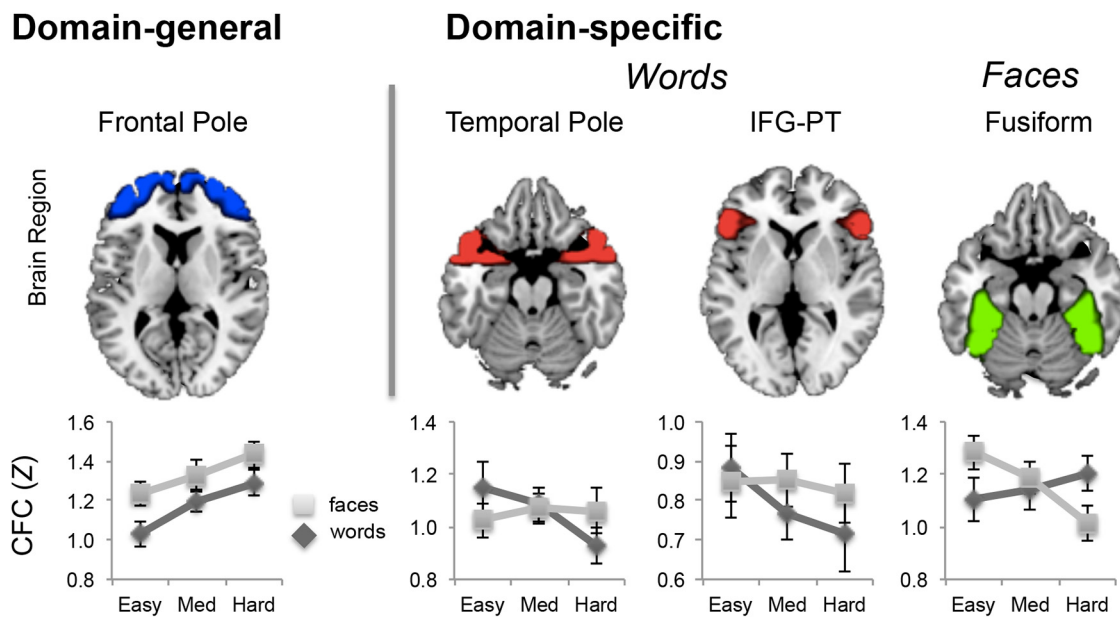 Domain-general
Domain-specific
Words
Faces
Frontal Pole
Temporal Pole
IFG-PT
Fusiform
Brain Region
CFC (Z)
1.6
1.4
1.2
1.0
0.8
Easy Med Hard
faces
words
1.4
1.2
1.0
0.8
Easy Med Hard
1.0
0.9
0.8
0.7
0.6
Easy Med Hard
1.4
1.2
1.0
0.8
Easy Med Hard